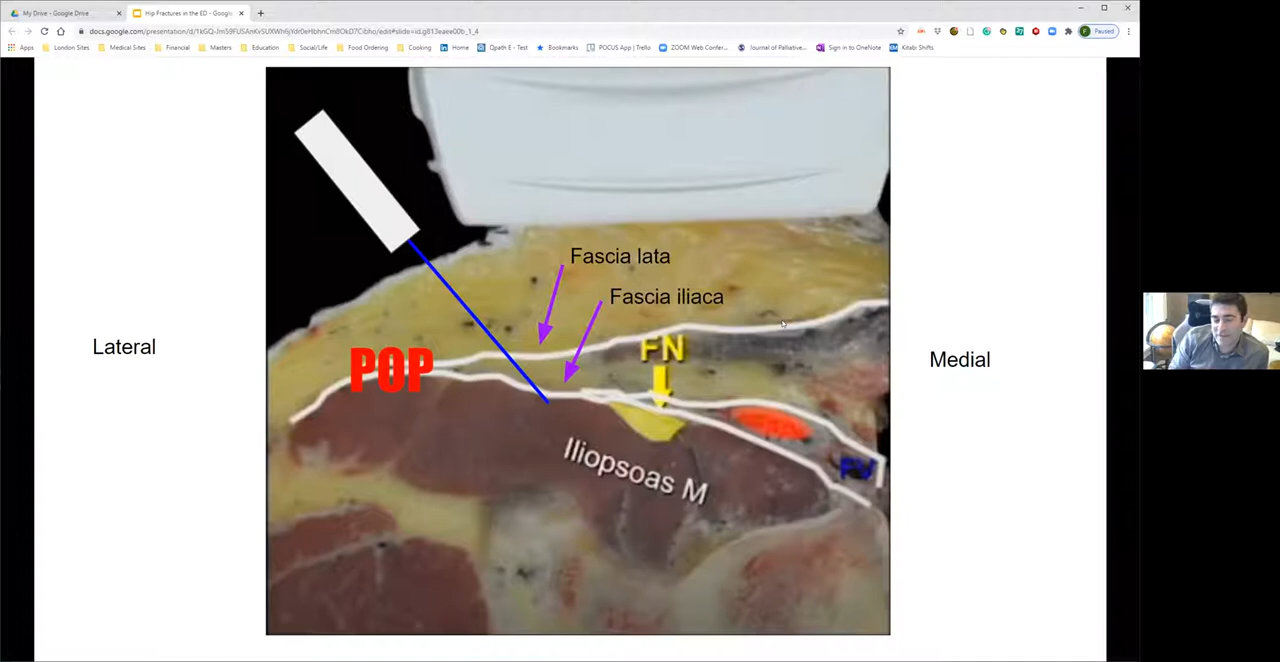 My Drive - Google Drive
Hip Fractures in the ED - Google
Apps
London Sites
Medical Sites
Financial
Masters
Education
Social/Life
Food Ordering
Cooking
Home
Qpath E - Test
Bookmarks
POCUS App | Trello
ZOOM Web Confer...
Journal of Palliative...
Sign in to OneNote
Kitabi Shifts
Paused
Fascia lata
Fascia iliaca
Lateral
POP
FN
Medial
Iliopsoas M
FV